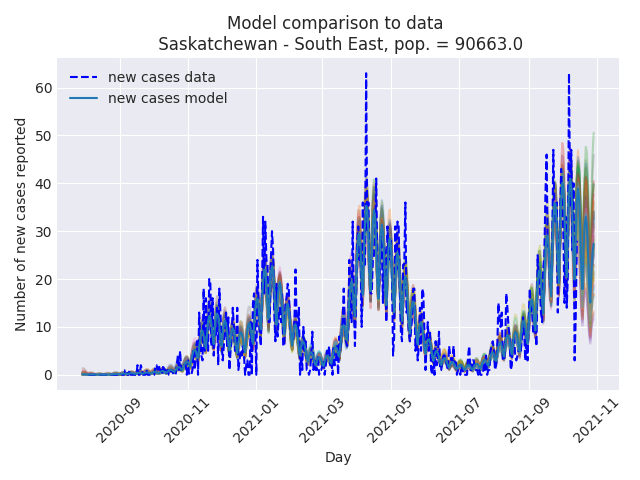 Model comparison to data
Saskatchewan - South East, pop. = 90663.0
new cases data
new cases model
Number of new cases reported
60
50
40
30
20
10
0
2020-09
2020-11
2021-01
2021-03
2021-05
2021-07
2021-09
2021-11
Day